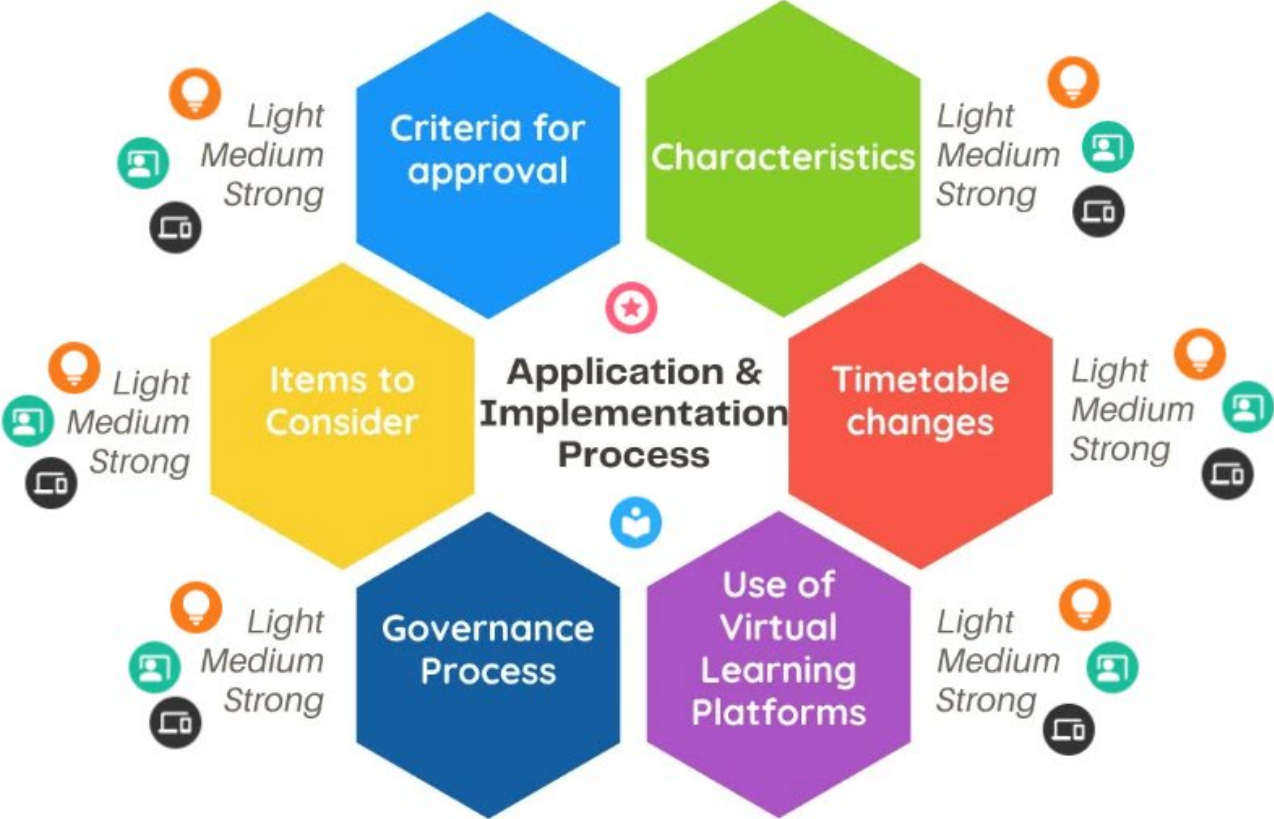 Light
Medium
Strong
Criteria for
approval
Characteristics
Light
Medium
Strong
Light
Medium
Strong
Items to
Consider
Application &
Implementation
Process
Timetable
changes
Light
Medium
Strong
Light
Medium
Strong
Governance
Process
Use of
Virtual
Learning
Platforms
Light
Medium
Strong